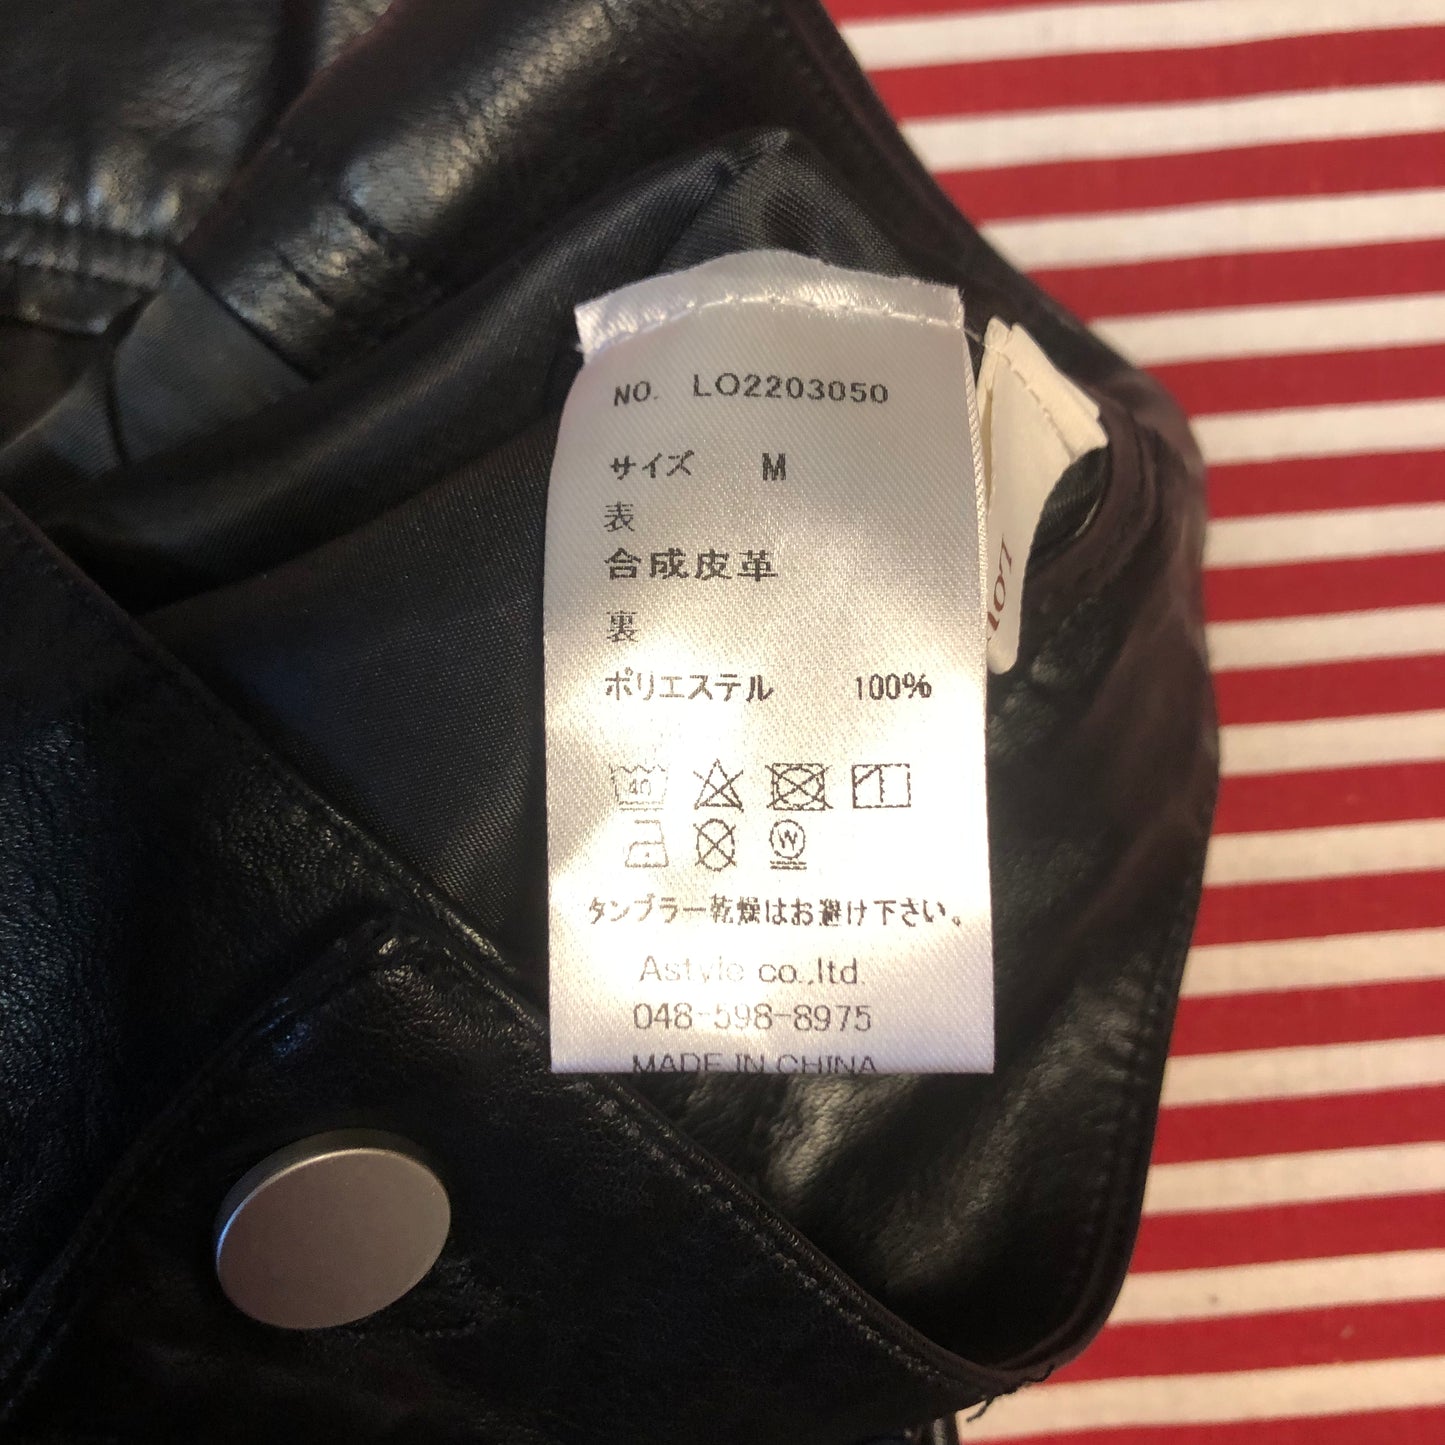 NO. LO2203050
サイズ M
表
合成皮革
裏
ポリエステル 100%
40
W
タンブラー乾燥はお避け下さい。
Astyle co.,ltd.
048-598-8975
MADE IN CHINA